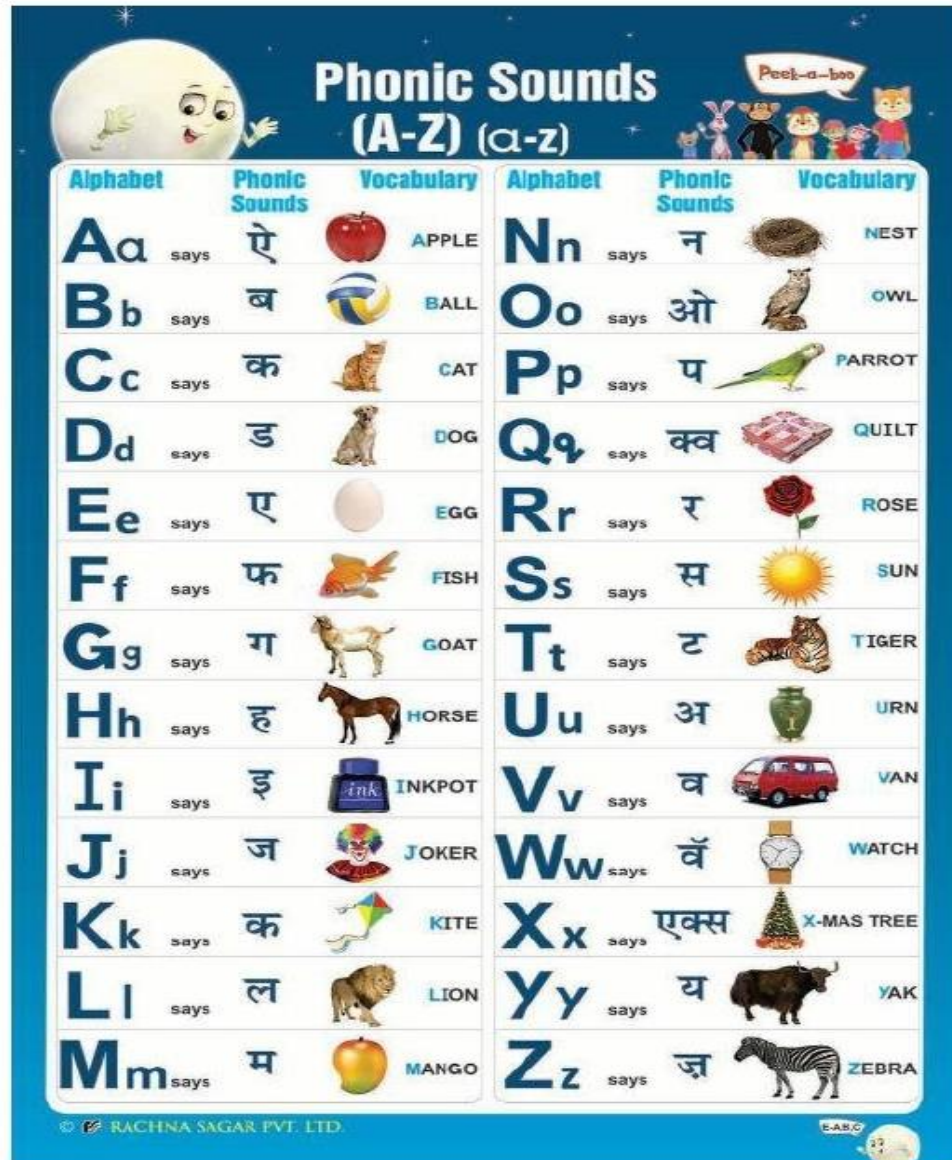 Phonic Sounds
(A-Z) (a-z)
Peek-a-boo
Alphabet Phonic Sounds Vocabulary
Aa says ऐ APPLE
Bb says ब BALL
Cc says क CAT
Dd says ड DOG
Ee says ए EGG
Ff says फ FISH
Gg says ग GOAT
Hh says ह HORSE
Ii says इ ink INKPOT
Jj says ज JOKER
Kk says क KITE
Ll says ल LION
Mm says म MANGO
Alphabet Phonic Sounds Vocabulary
Nn says न NEST
Oo says ओ OWL
Pp says प PARROT
Qq says क्व QUILT
Rr says र ROSE
Ss says स SUN
Tt says ट TIGER
Uu says अ URN
Vv says व VAN
Ww says वॅ WATCH
Xx says एक्स X-MAS TREE
Yy says य YAK
Zz says ज़ ZEBRA
© RACHNA SAGAR PVT. LTD.
E-A,B,C